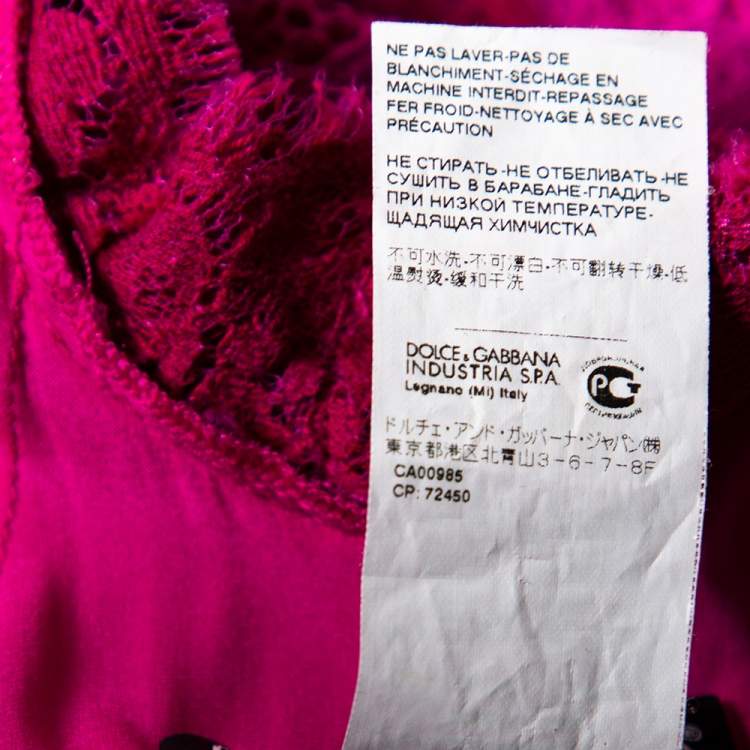 NE PAS LAVER-PAS DE
BLANCHIMENT-SÉCHAGE EN
MACHINE INTERDIT-REPASSAGE
FER FROID-NETTOYAGE À SEC AVEC
PRÉCAUTION
НЕ СТИРАТЬ-НЕ ОТБЕЛИВАТЬ-НЕ
СУШИТЬ В БАРАБАНЕ-ГЛАДИТЬ
ПРИ НИЗКОЙ ТЕМПЕРАТУРЕ-
ЩАДЯЩАЯ ХИМЧИСТКА
不可水洗-不可漂白-不可翻转干燥-低
温熨烫-缓和干洗
DOLCE & GABBANA
INDUSTRIA S.P.A.
Legnano (Mi) Italy
ドルチェ・アンド・ガッバーナ・ジャパン㈱
東京都港区北青山3-6-7-8F
CA00985
CP: 72450